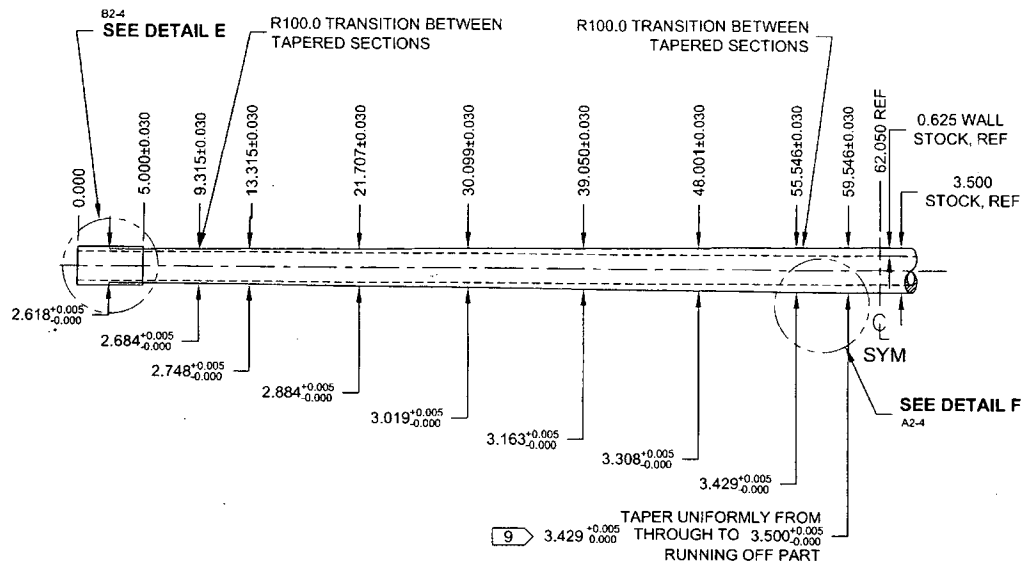 B2-4
SEE DETAIL E
R100.0 TRANSITION BETWEEN
TAPERED SECTIONS
R100.0 TRANSITION BETWEEN
TAPERED SECTIONS
0.000
5.000±0.030
9.315±0.030
13.315±0.030
21.707±0.030
30.099±0.030
39.050±0.030
48.001±0.030
55.546±0.030
59.546±0.030
62.050 REF
0.625 WALL
STOCK, REF
3.500
STOCK, REF
2.618 +0.005 -0.000
2.684 +0.005 -0.000
2.748 +0.005 -0.000
2.884 +0.005 -0.000
3.019 +0.005 -0.000
3.163 +0.005 -0.000
3.308 +0.005 -0.000
3.429 +0.005 -0.000
CL
SYM
SEE DETAIL F
A2-4
TAPER UNIFORMLY FROM
9 3.429 +0.005 0.000 THROUGH TO 3.500 +0.005 -0.000
RUNNING OFF PART